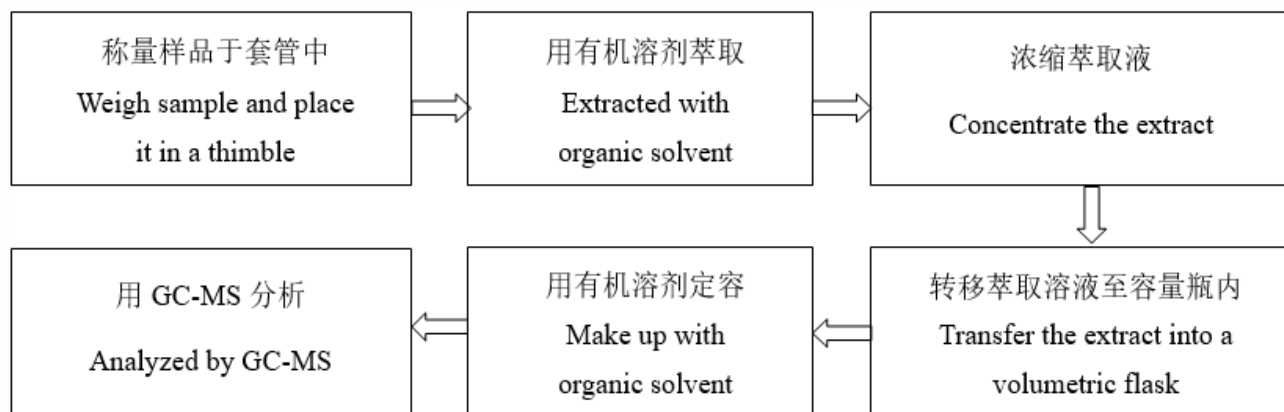 称量样品于套管中
Weigh sample and place
it in a thimble
用有机溶剂萃取
Extracted with
organic solvent
浓缩萃取液
Concentrate the extract
转移萃取溶液至容量瓶内
Transfer the extract into a
volumetric flask
用有机溶剂定容
Make up with
organic solvent
用 GC-MS 分析
Analyzed by GC-MS